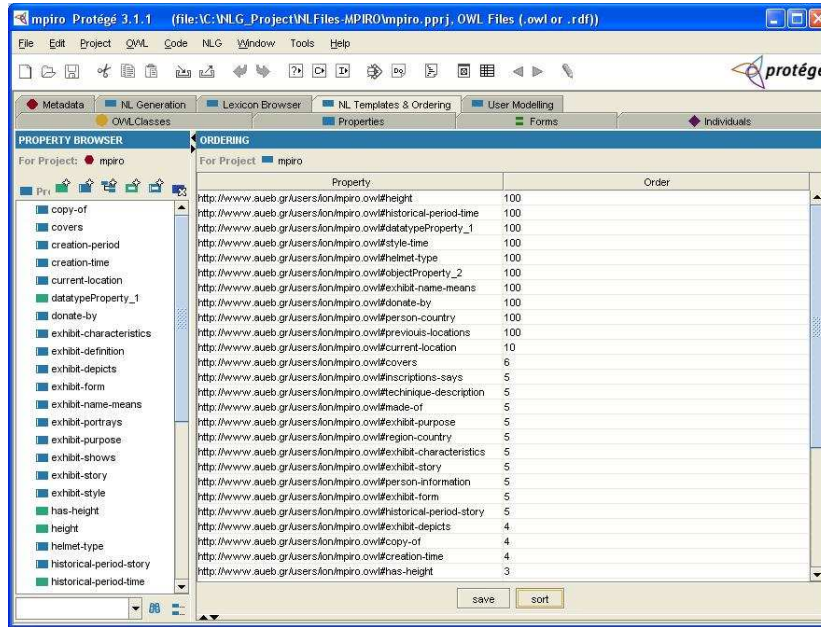 mpiro Protégé 3.1.1 (file:\C:\NLG_Project\NLFiles-MPIRO\mpiro.pprj, OWL Files (.owl or .rdf))
File Edit Project OWL Code NLG Window Tools Help
protégé
Metadata NL Generation Lexicon Browser NL Templates & Ordering User Modelling
OWLClasses Properties Forms Individuals
PROPERTY BROWSER
For Project: mpiro
copy-of
covers
creation-period
creation-time
current-location
datatypeProperty_1
donate-by
exhibit-characteristics
exhibit-definition
exhibit-depicts
exhibit-form
exhibit-name-means
exhibit-portrays
exhibit-purpose
exhibit-shows
exhibit-story
exhibit-style
has-height
height
helmet-type
historical-period-story
historical-period-time
ORDERING
For Project mpiro
Property Order
http://www.aueb.gr/users/ion/mpiro.owl#height 100
http://www.aueb.gr/users/ion/mpiro.owl#historical-period-time 100
http://www.aueb.gr/users/ion/mpiro.owl#datatypeProperty_1 100
http://www.aueb.gr/users/ion/mpiro.owl#style-time 100
http://www.aueb.gr/users/ion/mpiro.owl#helmet-type 100
http://www.aueb.gr/users/ion/mpiro.owl#objectProperty_2 100
http://www.aueb.gr/users/ion/mpiro.owl#exhibit-name-means 100
http://www.aueb.gr/users/ion/mpiro.owl#donate-by 100
http://www.aueb.gr/users/ion/mpiro.owl#person-country 100
http://www.aueb.gr/users/ion/mpiro.owl#previouis-locations 100
http://www.aueb.gr/users/ion/mpiro.owl#current-location 10
http://www.aueb.gr/users/ion/mpiro.owl#covers 6
http://www.aueb.gr/users/ion/mpiro.owl#inscriptions-says 5
http://www.aueb.gr/users/ion/mpiro.owl#techinique-description 5
http://www.aueb.gr/users/ion/mpiro.owl#made-of 5
http://www.aueb.gr/users/ion/mpiro.owl#exhibit-purpose 5
http://www.aueb.gr/users/ion/mpiro.owl#region-country 5
http://www.aueb.gr/users/ion/mpiro.owl#exhibit-characteristics 5
http://www.aueb.gr/users/ion/mpiro.owl#exhibit-story 5
http://www.aueb.gr/users/ion/mpiro.owl#person-information 5
http://www.aueb.gr/users/ion/mpiro.owl#exhibit-form 5
http://www.aueb.gr/users/ion/mpiro.owl#historical-period-story 5
http://www.aueb.gr/users/ion/mpiro.owl#exhibit-depicts 4
http://www.aueb.gr/users/ion/mpiro.owl#copy-of 4
http://www.aueb.gr/users/ion/mpiro.owl#creation-time 4
http://www.aueb.gr/users/ion/mpiro.owl#has-height 3
save sort